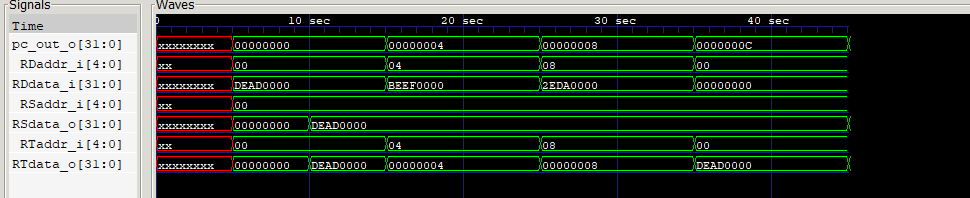 Signals
Waves
Time
0 10 sec 20 sec 30 sec 40 sec
pc_out_o[31:0] xxxxxxxx 00000000 00000004 00000008 0000000C
RDaddr_i[4:0] xx 00 04 08 00
RDdata_i[31:0] xxxxxxxx DEAD0000 BEEF0000 2EDA0000 00000000
RSaddr_i[4:0] xx 00
RSdata_o[31:0] xxxxxxxx 00000000 DEAD0000
RTaddr_i[4:0] xx 00 04 08 00
RTdata_o[31:0] xxxxxxxx 00000000 DEAD0000 00000004 00000008 DEAD0000